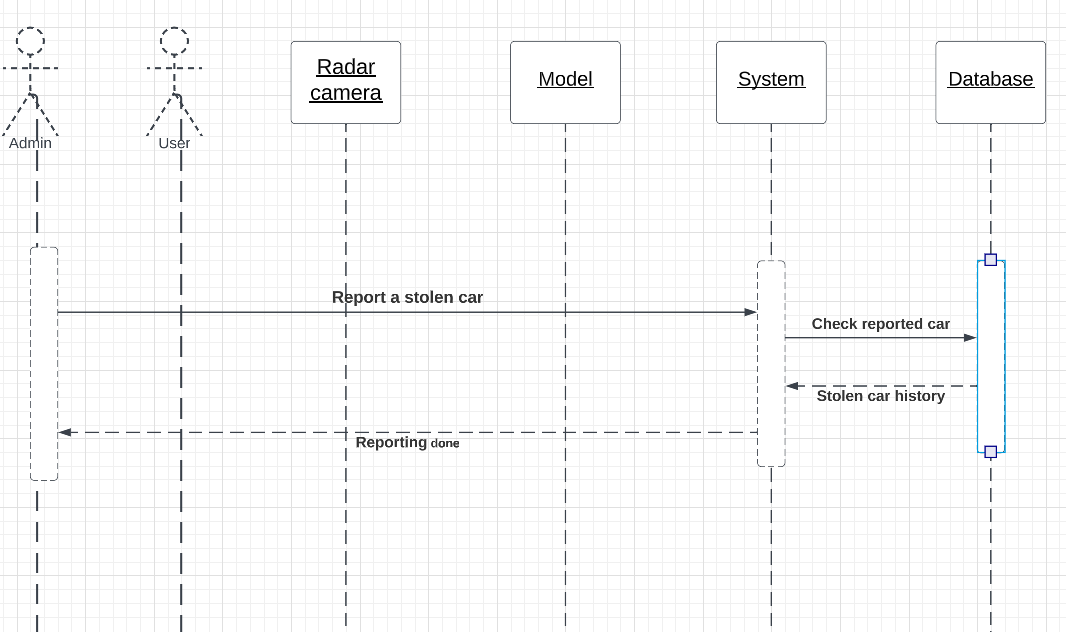 Radar
camera
Model
System
Database
Admin
User
Report a stolen car
Check reported car
Stolen car history
Reporting done